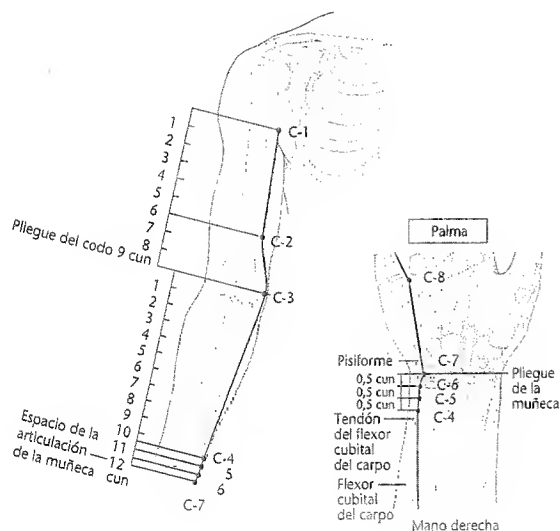 1
2
3
4
5
6
7
8
Pliegue del codo 9 cun
C-1
C-2
C-3
1
2
3
4
5
6
7
8
9
10
11
12
cun
Espacio de la
articulación
de la muñeca
C-4
5
6
C-7
Palma
C-8
C-7
Pisiforme
0,5 cun
0,5 cun
0,5 cun
C-6
C-5
C-4
Pliegue
de la
muñeca
Tendón
del flexor
cubital
del carpo
Flexor
cubital
del carpo
Mano derecha